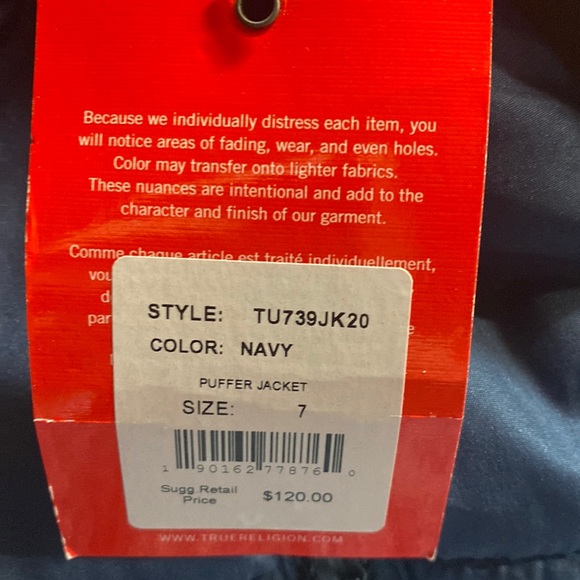 Because we individually distress each item, you
will notice areas of fading, wear, and even holes.
Color may transfer onto lighter fabrics.
These nuances are intentional and add to the
character and finish of our garment.
Comme chaque article est traité individuellement,
STYLE: TU739JK20
COLOR: NAVY
PUFFER JACKET
SIZE: 7
1 90162 77876 0
Sugg.Retail
Price $120.00
WWW.TRUERELIGION.COM